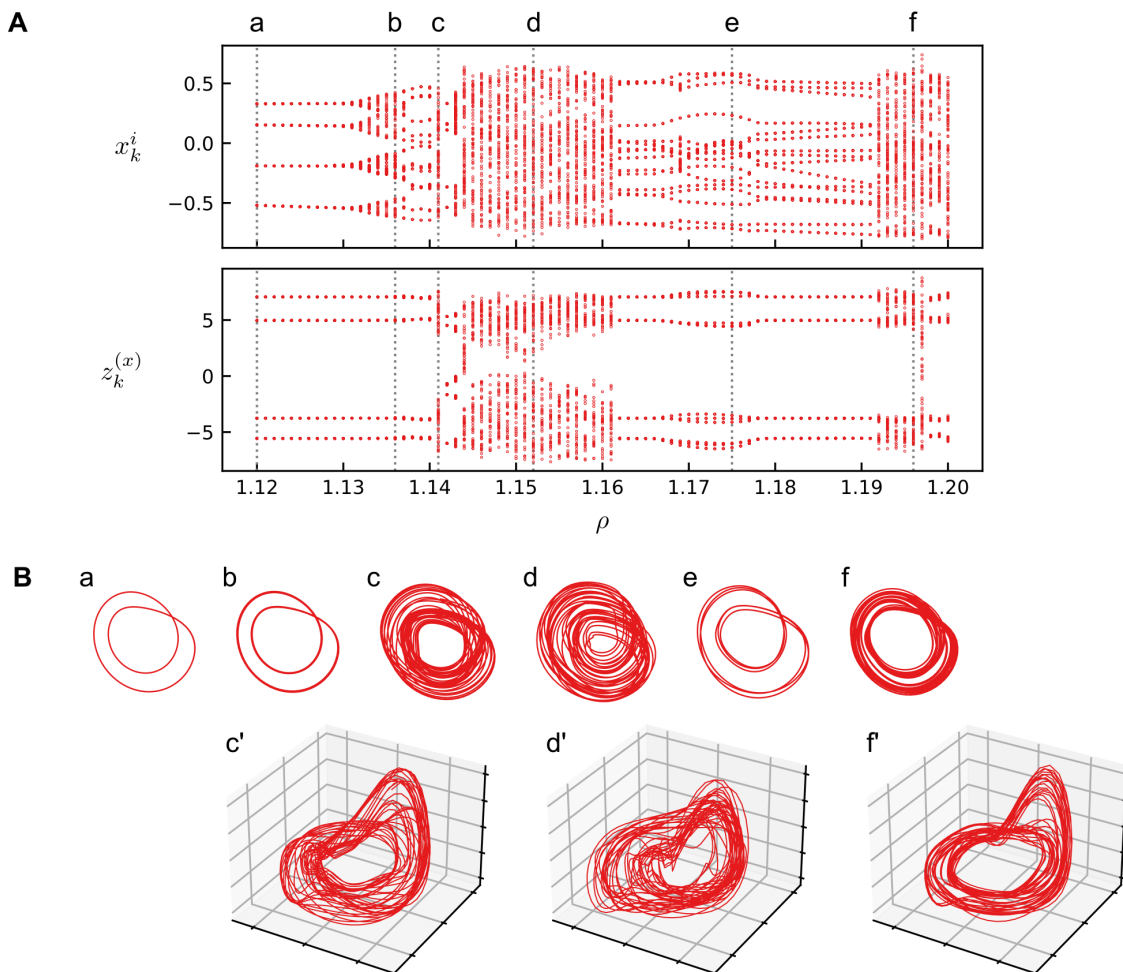 A
a b c d e f
0.5
0.0
−0.5
$x_k^i$
5
0
−5
$z_k^{(x)}$
1.12 1.13 1.14 1.15 1.16 1.17 1.18 1.19 1.20
ρ
B
a b c d e f
c' d' f'